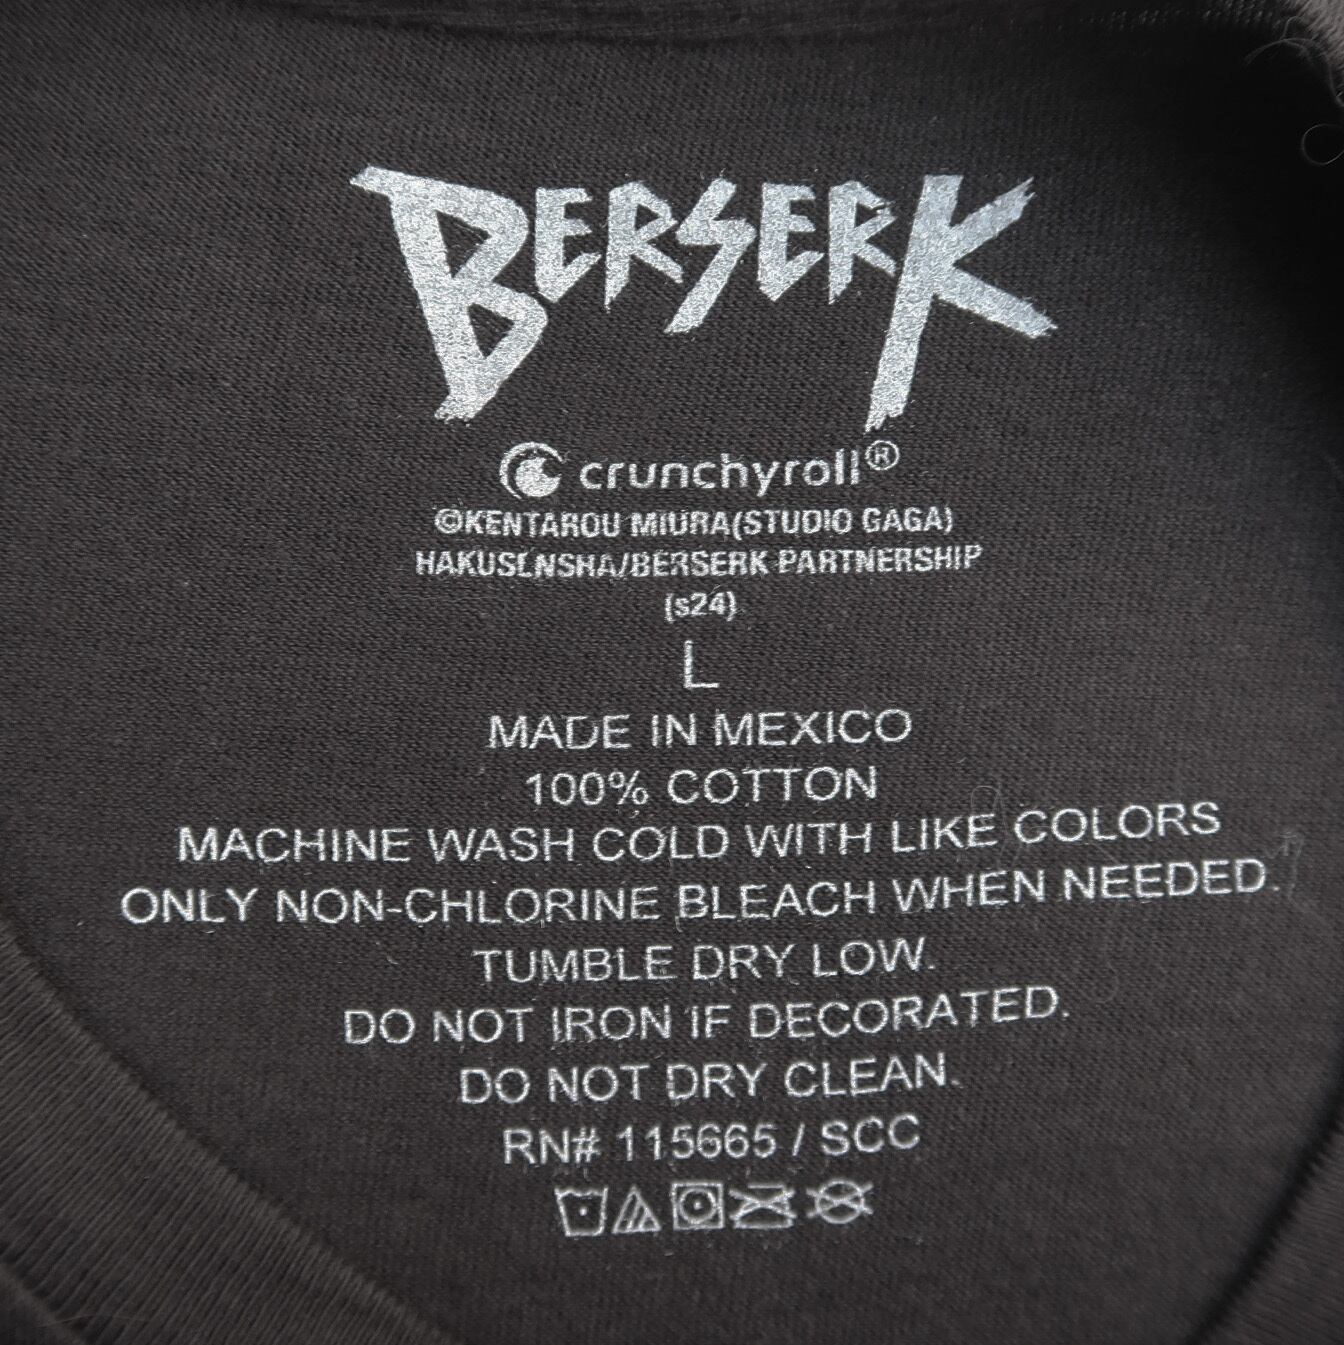 BERSERK
crunchyroll®
©KENTAROU MIURA(STUDIO GAGA)
HAKUSENSHA/BERSERK PARTNERSHIP
(s24)
L
MADE IN MEXICO
100% COTTON
MACHINE WASH COLD WITH LIKE COLORS
ONLY NON-CHLORINE BLEACH WHEN NEEDED.
TUMBLE DRY LOW.
DO NOT IRON IF DECORATED.
DO NOT DRY CLEAN.
RN# 115665 / SCC